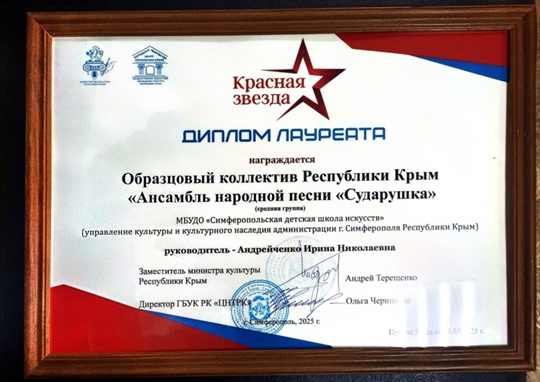 Красная
звезда
ДИПЛОМ ЛАУРЕАТА
награждается
Образцовый коллектив Республики Крым
«Ансамбль народной песни «Сударушка»
(средняя группа)
МБУДО «Симферопольская детская школа искусств»
(управление культуры и культурного наследия администрации г. Симферополя Республики Крым)
руководитель - Андрейченко Ирина Николаевна
Заместитель министра культуры
Республики Крым
Андрей Терещенко
Директор ГБУК РК «ЦНТРК»
Ольга
г. Симферополь, 2025 г.